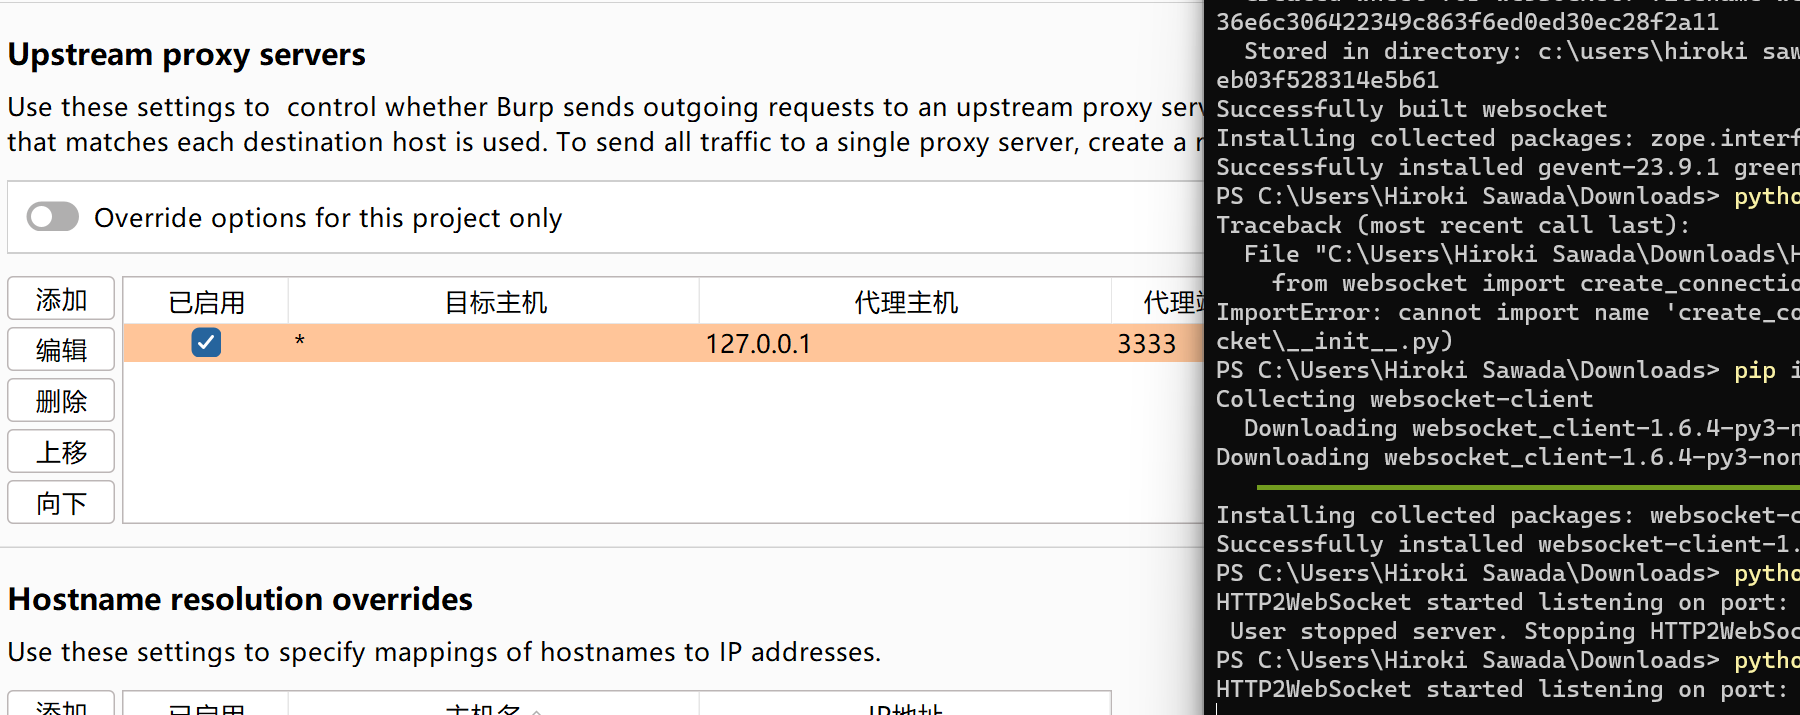 Upstream proxy servers
Use these settings to  control whether Burp sends outgoing requests to an upstream proxy
that matches each destination host is used. To send all traffic to a single proxy server, create a
Override options for this project only
添加
编辑
删除
上移
向下
已启用 目标主机 代理主机 代理
* 127.0.0.1 3333
Hostname resolution overrides
Use these settings to specify mappings of hostnames to IP addresses.
添加
已启用 主机名 IP地址
36e6c306422349c863f6ed0ed30ec28f2a11
Stored in directory: c:\users\hiroki saw
eb03f528314e5b61
Successfully built websocket
Installing collected packages: zope.interf
Successfully installed gevent-23.9.1 green
PS C:\Users\Hiroki Sawada\Downloads> pytho
Traceback (most recent call last):
File "C:\Users\Hiroki Sawada\Downloads\H
from websocket import create_connectio
ImportError: cannot import name 'create_co
cket\__init__.py)
PS C:\Users\Hiroki Sawada\Downloads> pip i
Collecting websocket-client
Downloading websocket_client-1.6.4-py3-n
Downloading websocket_client-1.6.4-py3-non
Installing collected packages: websocket-c
Successfully installed websocket-client-1.
PS C:\Users\Hiroki Sawada\Downloads> pytho
HTTP2WebSocket started listening on port:
User stopped server. Stopping HTTP2WebSoc
PS C:\Users\Hiroki Sawada\Downloads> pytho
HTTP2WebSocket started listening on port: